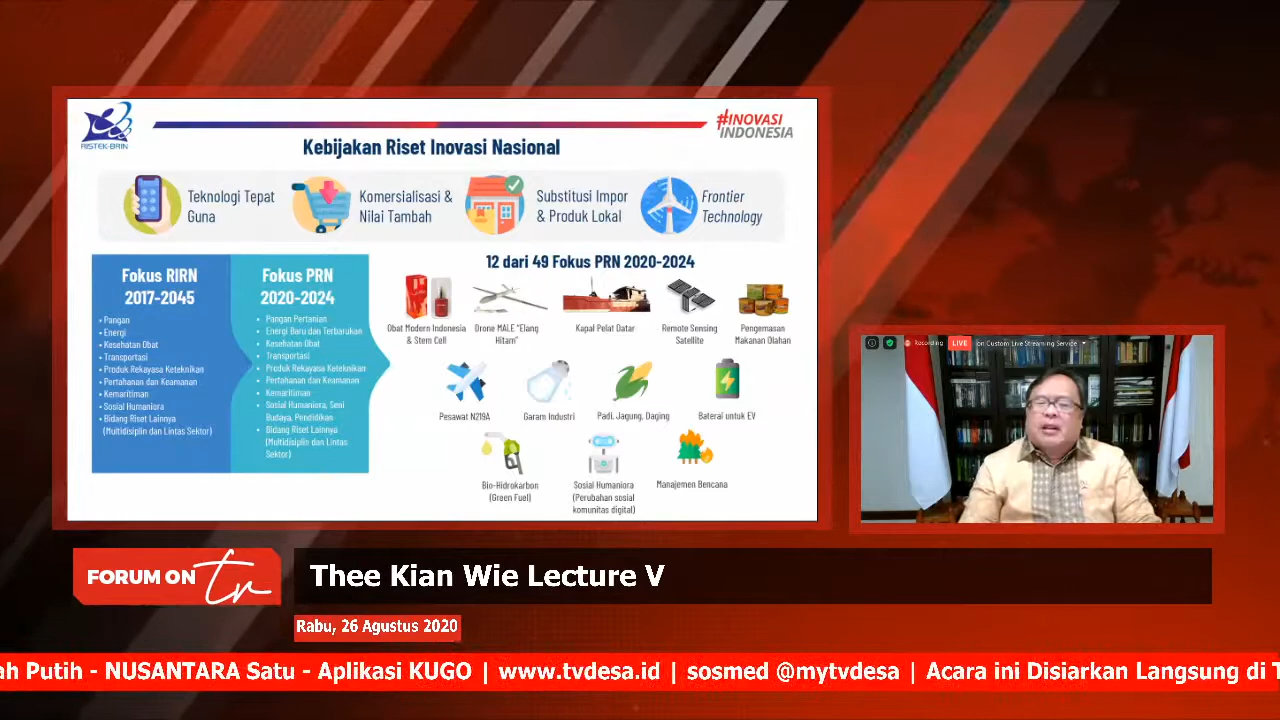 RISTEK-BRIN
#INOVASI
INDONESIA
Kebijakan Riset Inovasi Nasional
Teknologi Tepat
Guna
Komersialisasi &
Nilai Tambah
Substitusi Impor
& Produk Lokal
Frontier
Technology
Fokus RIRN
2017-2045
• Pangan
• Energi
• Kesehatan Obat
• Transportasi
• Produk Rekayasa Keteknikan
• Pertahanan dan Keamanan
• Kemaritiman
• Sosial Humaniora
• Bidang Riset Lainnya
(Multidisiplin dan Lintas Sektor)
Fokus PRN
2020-2024
• Pangan Pertanian
• Energi Baru dan Terbarukan
• Kesehatan Obat
• Transportasi
• Produk Rekayasa Keteknikan
• Pertahanan dan Keamanan
• Kemaritiman
• Sosial Humaniora, Seni
Budaya, Pendidikan
• Bidang Riset Lainnya
(Multidisiplin dan Lintas
Sektor)
12 dari 49 Fokus PRN 2020-2024
Obat Modern Indonesia
& Stem Cell
Drone MALE "Elang
Hitam"
Kapal Pelat Datar
Remote Sensing
Satellite
Pengemasan
Makanan Olahan
Pesawat N219A
Garam Industri
Padi, Jagung, Daging
Baterai untuk EV
Bio-Hidrokarbon
(Green Fuel)
Sosial Humaniora
(Perubahan sosial
komunitas digital)
Manajemen Bencana
Recording
LIVE
on Custom Live Streaming Service
FORUM ON
tr
Thee Kian Wie Lecture V
Rabu, 26 Agustus 2020
ah Putih - NUSANTARA Satu - Aplikasi KUGO | www.tvdesa.id | sosmed @mytvdesa | Acara ini Disiarkan Langsung di T